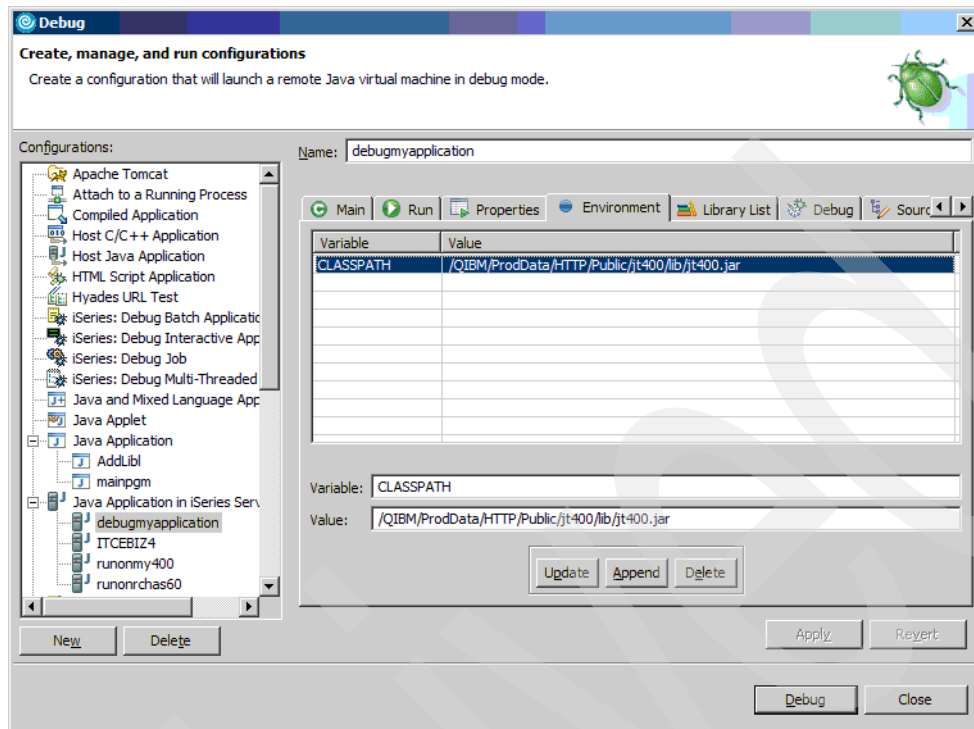 Debug
Create, manage, and run configurations
Create a configuration that will launch a remote Java virtual machine in debug mode.
Configurations:
Name: debugmyapplication
Apache Tomcat
Attach to a Running Process
Compiled Application
Host C/C++ Application
Host Java Application
HTML Script Application
Hyades URL Test
iSeries: Debug Batch Applicatic
iSeries: Debug Interactive App
iSeries: Debug Job
iSeries: Debug Multi-Threaded
Java and Mixed Language App
Java Applet
Java Application
AddLibl
mainpgm
Java Application in iSeries Serv
debugmyapplication
ITCEBIZ4
runonmy400
runonrchas60
New Delete
Main Run Properties Environment Library List Debug Sourc
Variable Value
CLASSPATH /QIBM/ProdData/HTTP/Public/jt400/lib/jt400.jar
Variable: CLASSPATH
Value: /QIBM/ProdData/HTTP/Public/jt400/lib/jt400.jar
Update Append Delete
Apply Revert
Debug Close